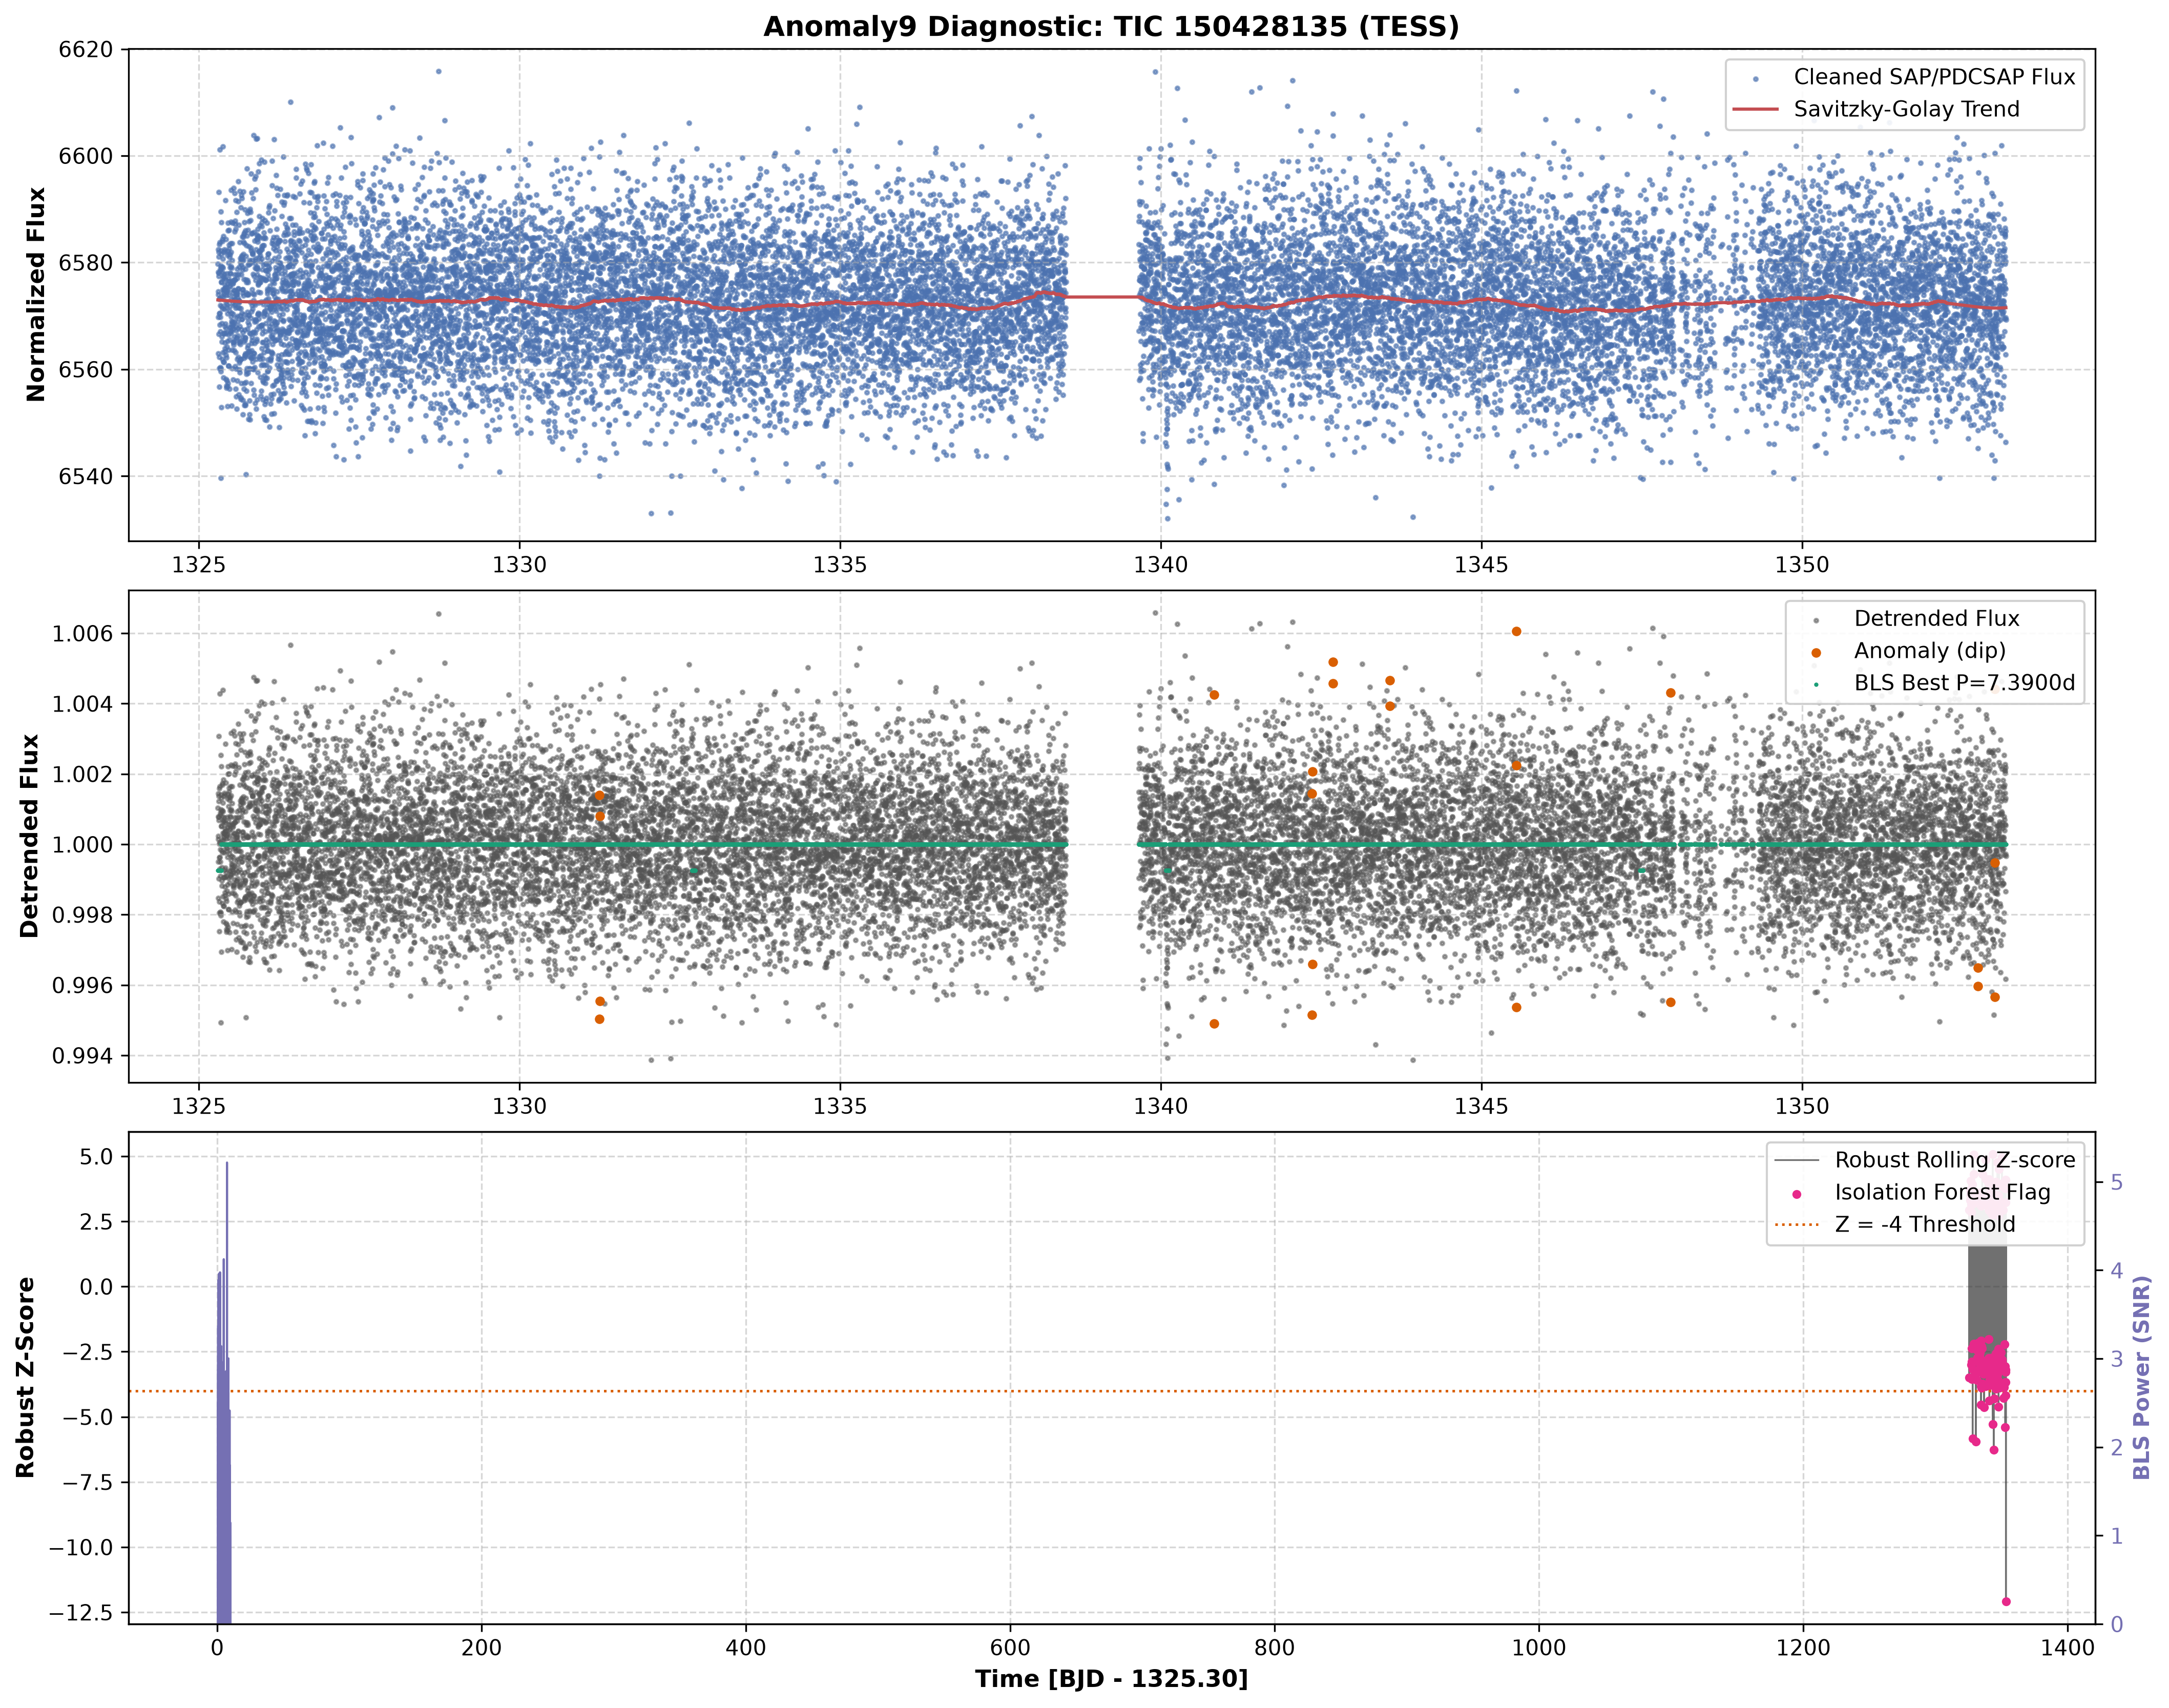 Anomaly9 Diagnostic: TIC 150428135 (TESS)
Normalized Flux
6620
6600
6580
6560
6540
Cleaned SAP/PDCSAP Flux
Savitzky-Golay Trend
1325 1330 1335 1340 1345 1350
Detrended Flux
1.006
1.004
1.002
1.000
0.998
0.996
0.994
Detrended Flux
Anomaly (dip)
BLS Best P=7.3900d
1325 1330 1335 1340 1345 1350
Robust Z-Score
5.0
2.5
0.0
−2.5
−5.0
−7.5
−10.0
−12.5
Robust Rolling Z-score
Isolation Forest Flag
Z = -4 Threshold
5
4
3
2
1
0
BLS Power (SNR)
0 200 400 600 800 1000 1200 1400
Time [BJD - 1325.30]